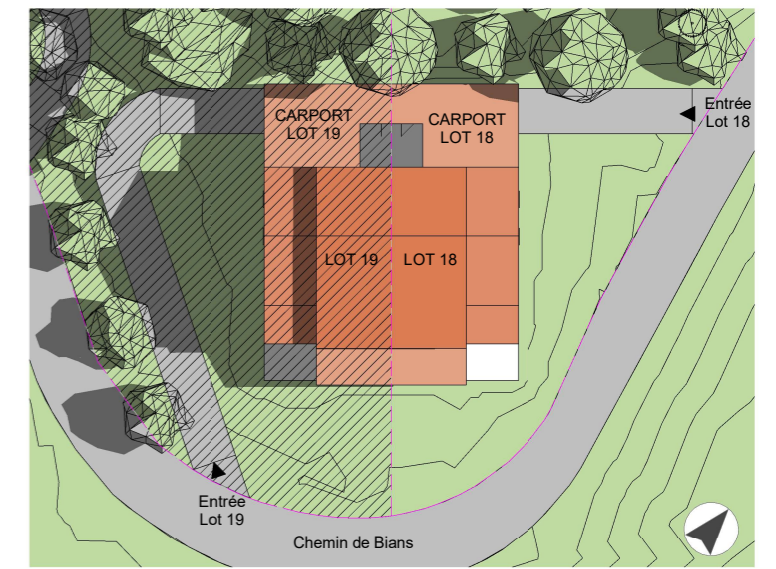 CARPORT
LOT 19
CARPORT
LOT 18
Entrée
Lot 18
LOT 19
LOT 18
Entrée
Lot 19
Chemin de Bians